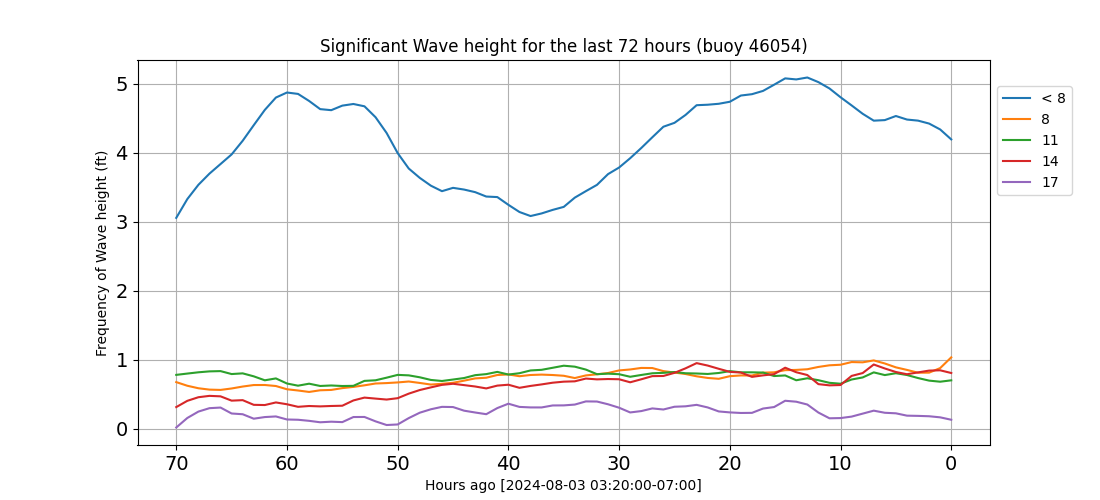 Significant Wave height for the last 72 hours (buoy 46054)
Frequency of Wave height (ft)
5
4
3
2
1
0
70 60 50 40 30 20 10 0
Hours ago [2024-08-03 03:20:00-07:00]
< 8
8
11
14
17